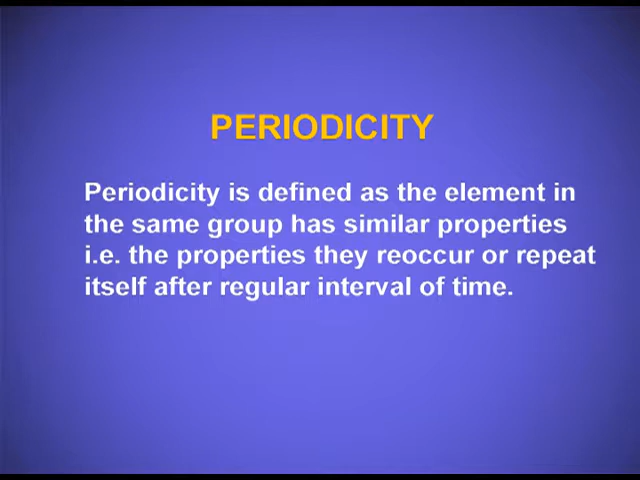 PERIODICITY
Periodicity is defined as the element in
the same group has similar properties
i.e. the properties they reoccur or repeat
itself after regular interval of time.